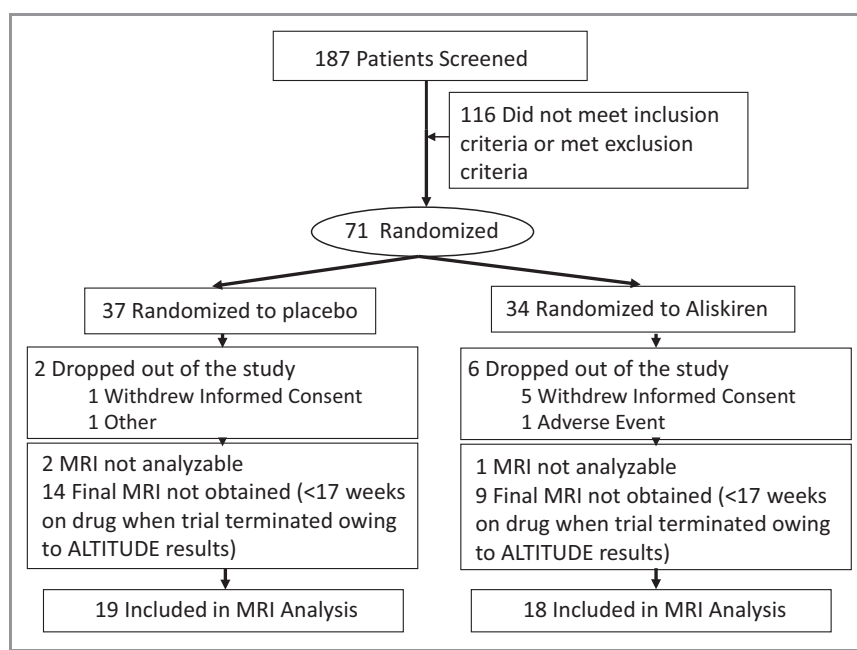 187 Patients Screened
116 Did not meet inclusion
criteria or met exclusion
criteria
71 Randomized
37 Randomized to placebo
34 Randomized to Aliskiren
2 Dropped out of the study
1 Withdrew Informed Consent
1 Other
6 Dropped out of the study
5 Withdrew Informed Consent
1 Adverse Event
2 MRI not analyzable
14 Final MRI not obtained (<17 weeks
on drug when trial terminated owing
to ALTITUDE results)
1 MRI not analyzable
9 Final MRI not obtained (<17 weeks
on drug when trial terminated owing
to ALTITUDE results)
19 Included in MRI Analysis
18 Included in MRI Analysis